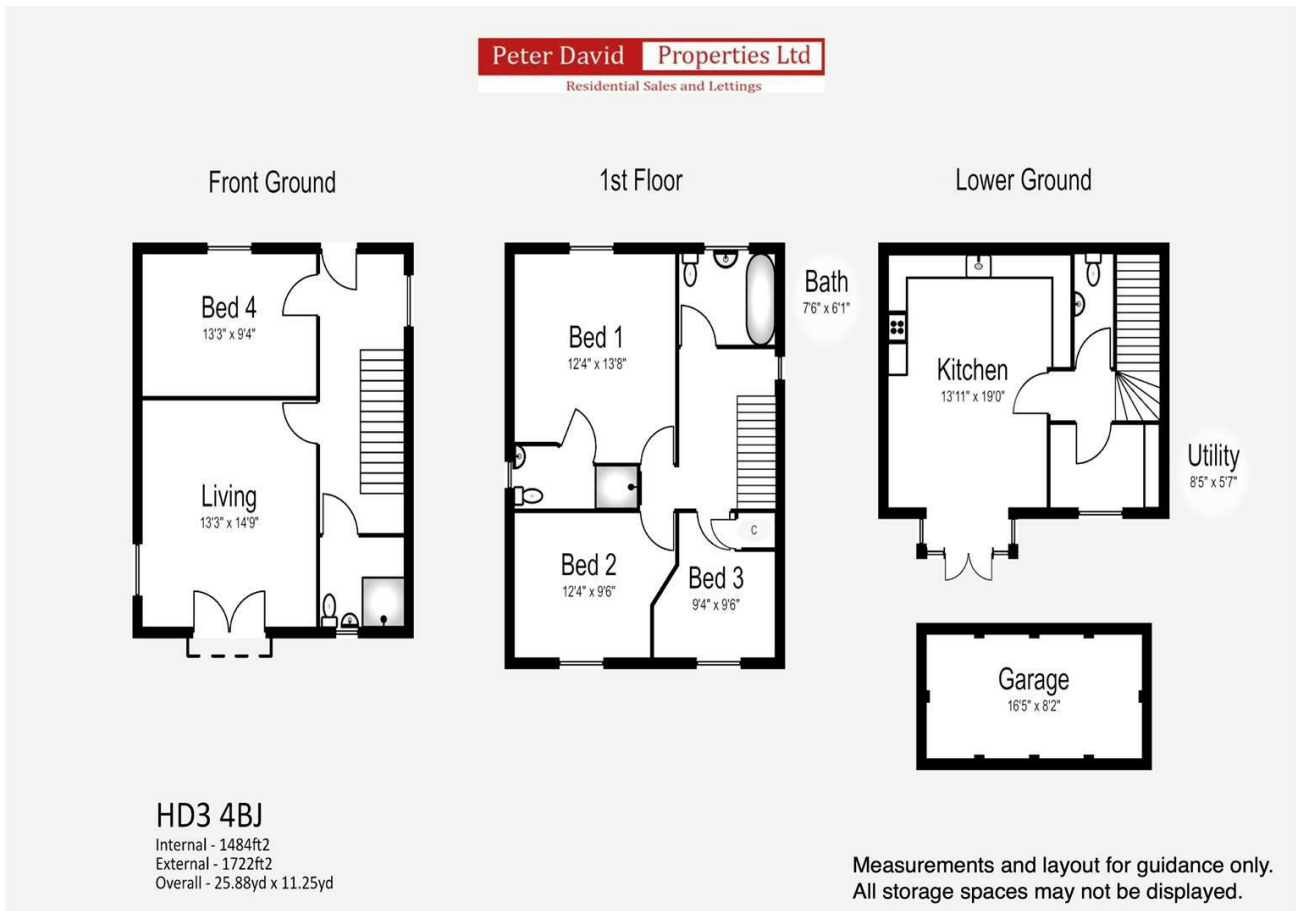 Peter David Properties Ltd
Residential Sales and Lettings
Front Ground
1st Floor
Lower Ground
Bed 4
13'3" x 9'4"
Living
13'3" x 14'9"
Bed 1
12'4" x 13'8"
Bath
7'6" x 6'1"
Bed 2
12'4" x 9'6"
Bed 3
9'4" x 9'6"
C
Kitchen
13'11" x 19'0"
Utility
8'5" x 5'7"
Garage
16'5" x 8'2"
HD3 4BJ
Internal - 1484ft2
External - 1722ft2
Overall - 25.88yd x 11.25yd
Measurements and layout for guidance only.
All storage spaces may not be displayed.